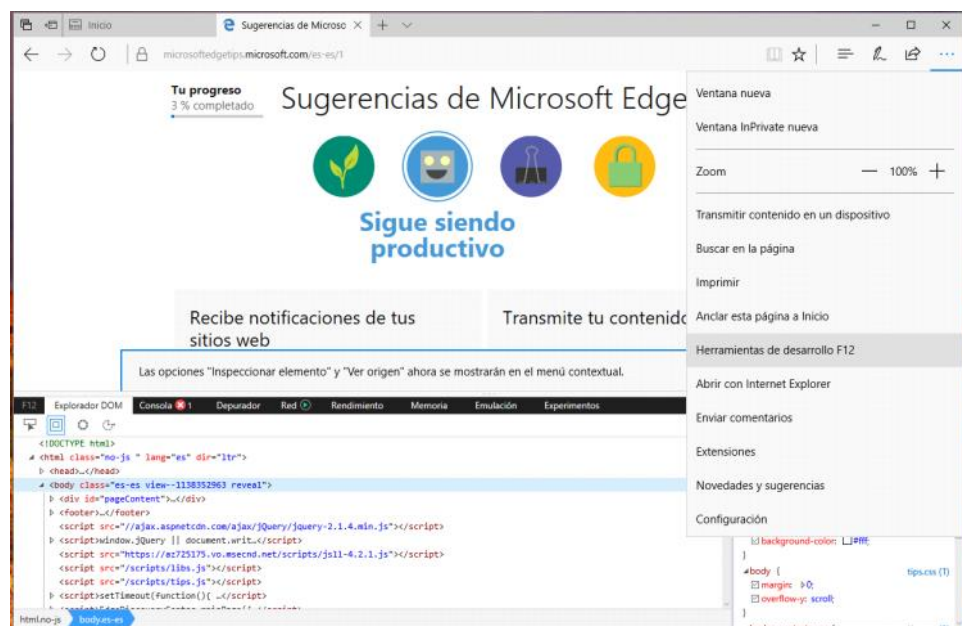 Inicio
Sugerencias de Microso
microsoftedgetips.microsoft.com/es-es/1
Tu progreso
3 % completado
Sugerencias de Microsoft Edge
Sigue siendo
productivo
Recibe notificaciones de tus
sitios web
Transmite tu contenido
Las opciones "Inspeccionar elemento" y "Ver origen" ahora se mostrarán en el menú contextual.
Ventana nueva
Ventana InPrivate nueva
Zoom — 100% +
Transmitir contenido en un dispositivo
Buscar en la página
Imprimir
Anclar esta página a Inicio
Herramientas de desarrollo F12
Abrir con Internet Explorer
Enviar comentarios
Extensiones
Novedades y sugerencias
Configuración
F12 Explorador DOM Consola 1 Depurador Red Rendimiento Memoria Emulación Experimentos
<!DOCTYPE html>
<html class="no-js " lang="es" dir="ltr">
<head>…</head>
<body class="es-es view--1138352963 reveal">
<div id="pageContent">…</div>
<footer>…</footer>
<script src="//ajax.aspnetcdn.com/ajax/jQuery/jquery-2.1.4.min.js"></script>
<script>window.jQuery || document.writ…</script>
<script src="https://az725175.vo.msecnd.net/scripts/jsll-4.2.1.js"></script>
<script src="/scripts/libs.js"></script>
<script src="/scripts/tips.js"></script>
<script>setTimeout(function(){ …</script>
html.no-js body.es-es
background-color: #fff;
}
body { tips.css (1)
margin: 0;
overflow-y: scroll;
}